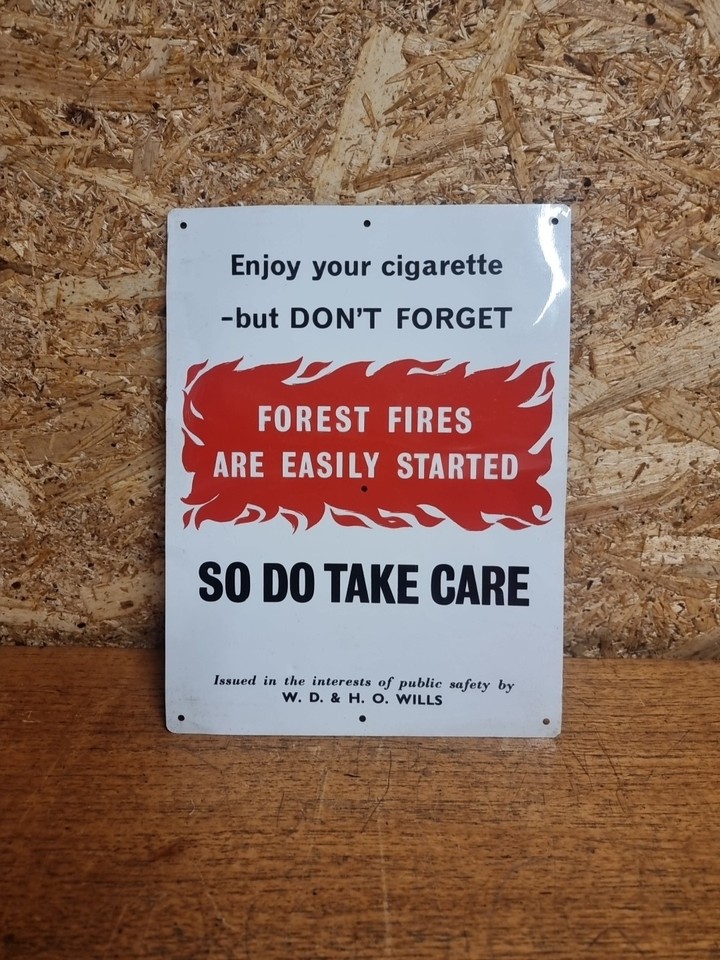 Enjoy your cigarette
-but DON'T FORGET
FOREST FIRES
ARE EASILY STARTED
SO DO TAKE CARE
Issued in the interests of public safety by
W. D. & H. O. WILLS